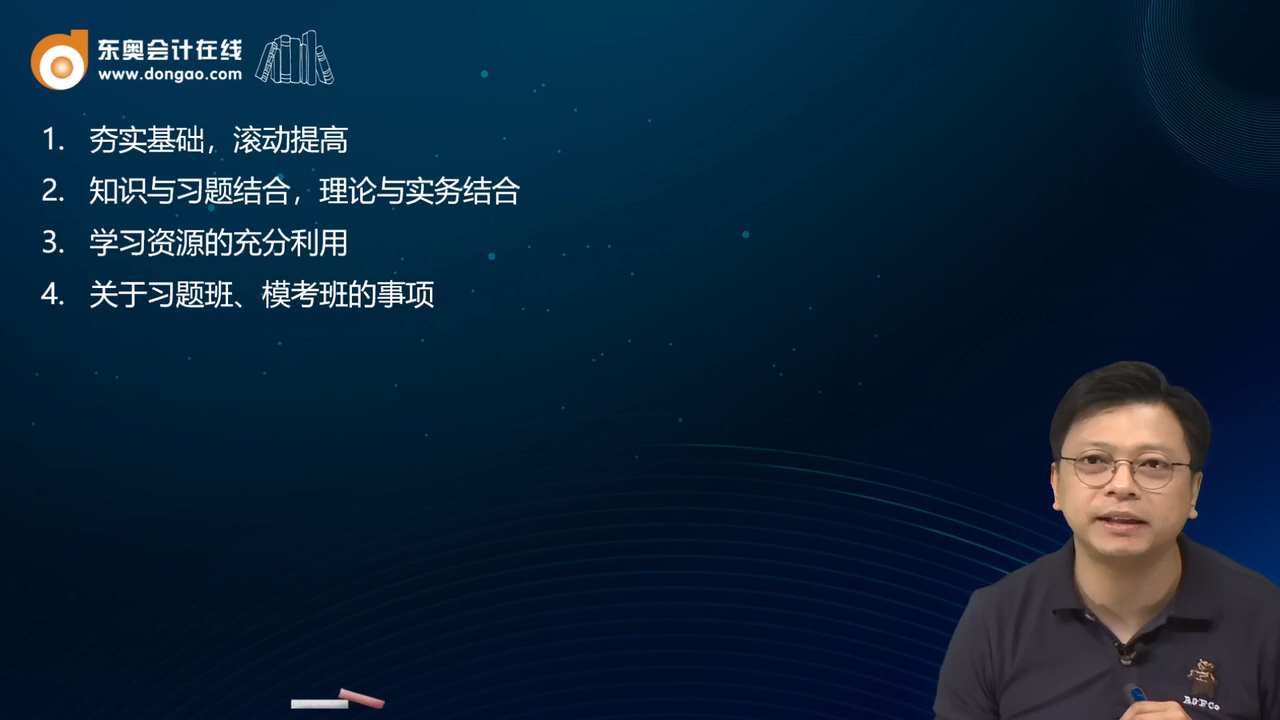 东奥会计在线
www.dongao.com
1. 夯实基础，滚动提高
2. 知识与习题结合，理论与实务结合
3. 学习资源的充分利用
4. 关于习题班、模考班的事项